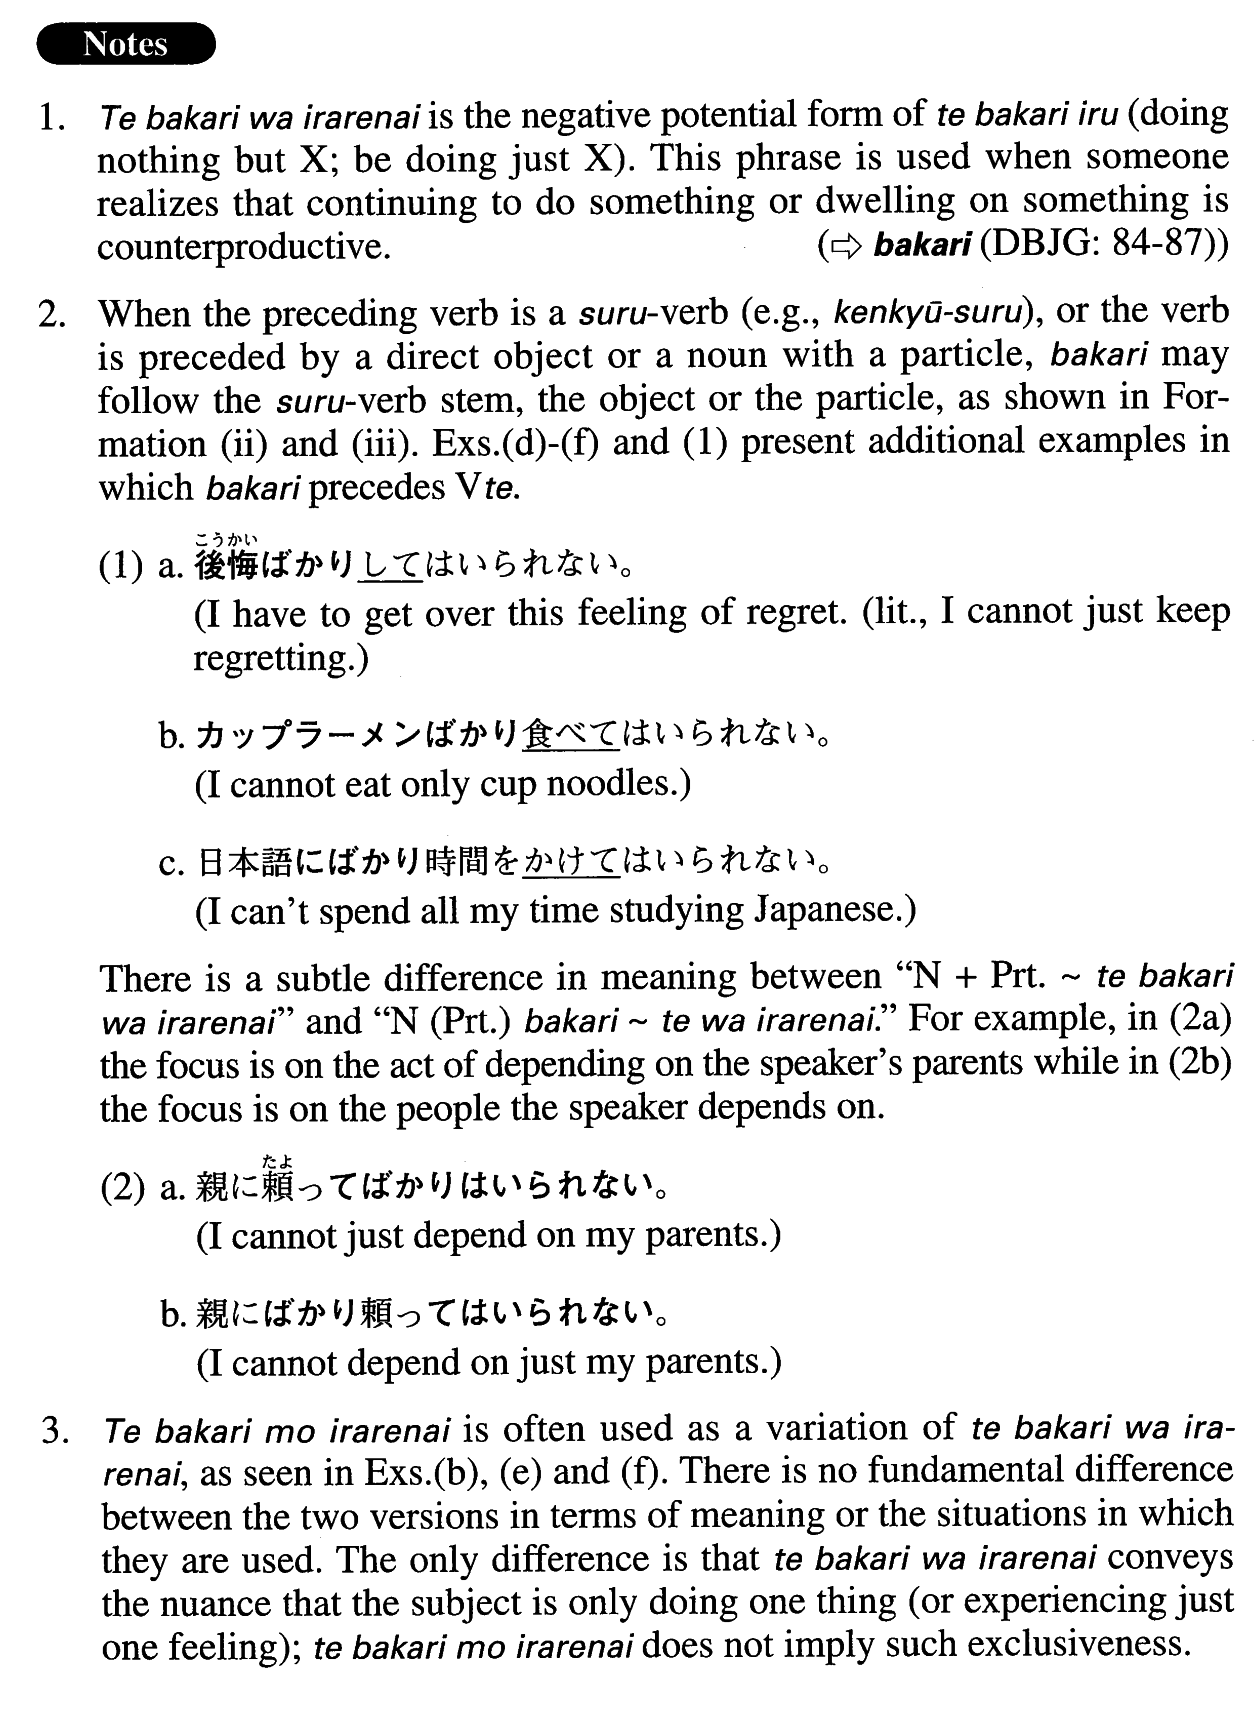 Notes
1. Te bakari wa irarenai is the negative potential form of te bakari iru (doing
nothing but X; be doing just X). This phrase is used when someone
realizes that continuing to do something or dwelling on something is
counterproductive. (⇨ bakari (DBJG: 84-87))
2. When the preceding verb is a suru-verb (e.g., kenkyū-suru), or the verb
is preceded by a direct object or a noun with a particle, bakari may
follow the suru-verb stem, the object or the particle, as shown in For-
mation (ii) and (iii). Exs.(d)-(f) and (1) present additional examples in
which bakari precedes Vte.
こうかい
(1) a. 後悔ばかりしてはいられない。
(I have to get over this feeling of regret. (lit., I cannot just keep
regretting.)
b. カップラーメンばかり食べてはいられない。
(I cannot eat only cup noodles.)
c. 日本語にばかり時間をかけてはいられない。
(I can't spend all my time studying Japanese.)
There is a subtle difference in meaning between “N + Prt. ~ te bakari
wa irarenai” and “N (Prt.) bakari ~ te wa irarenai.” For example, in (2a)
the focus is on the act of depending on the speaker's parents while in (2b)
the focus is on the people the speaker depends on.
たよ
(2) a. 親に頼ってばかりはいられない。
(I cannot just depend on my parents.)
b. 親にばかり頼ってはいられない。
(I cannot depend on just my parents.)
3. Te bakari mo irarenai is often used as a variation of te bakari wa ira-
renai, as seen in Exs.(b), (e) and (f). There is no fundamental difference
between the two versions in terms of meaning or the situations in which
they are used. The only difference is that te bakari wa irarenai conveys
the nuance that the subject is only doing one thing (or experiencing just
one feeling); te bakari mo irarenai does not imply such exclusiveness.